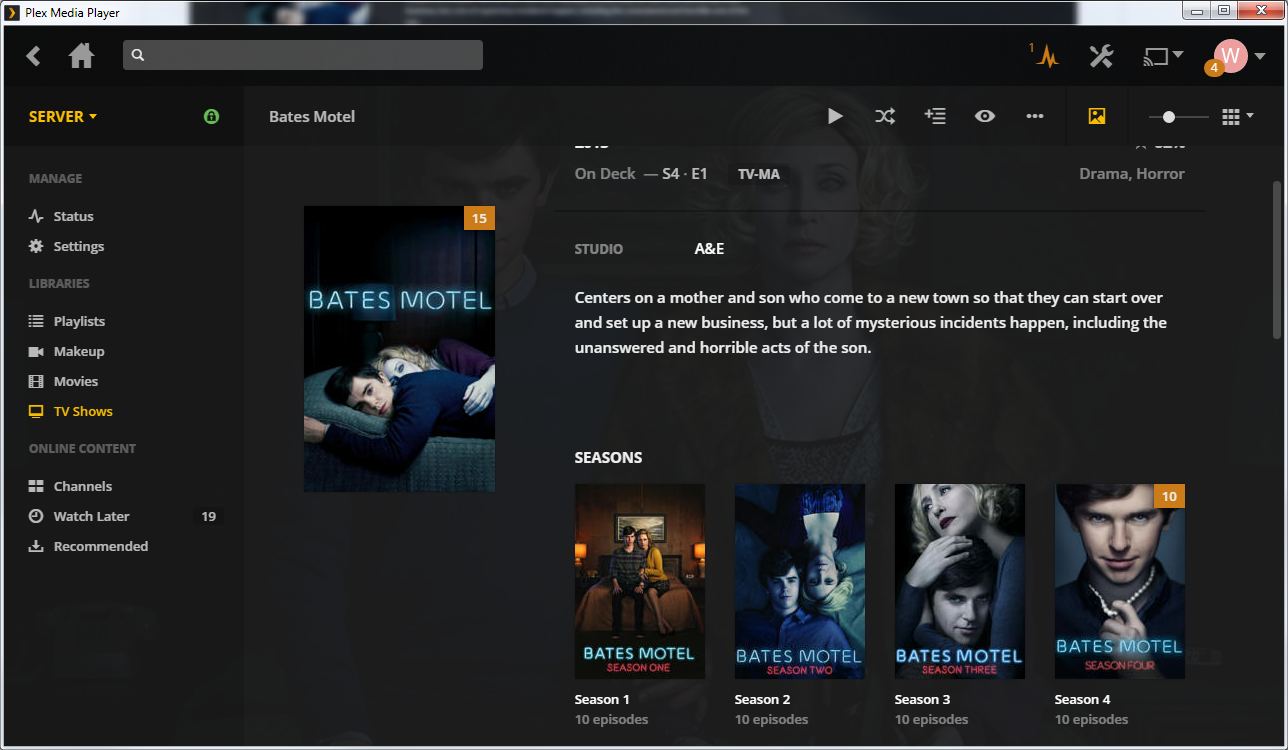 Plex Media Player
1
W
4
SERVER
Bates Motel
MANAGE
Status
Settings
LIBRARIES
Playlists
Makeup
Movies
TV Shows
ONLINE CONTENT
Channels
Watch Later 19
Recommended
15
BATES MOTEL
On Deck — S4 · E1 TV-MA Drama, Horror
STUDIO A&E
Centers on a mother and son who come to a new town so that they can start over
and set up a new business, but a lot of mysterious incidents happen, including the
unanswered and horrible acts of the son.
SEASONS
BATES MOTEL
SEASON ONE
Season 1
10 episodes
BATES MOTEL
SEASON TWO
Season 2
10 episodes
BATES MOTEL
SEASON THREE
Season 3
10 episodes
10
BATES MOTEL
SEASON FOUR
Season 4
10 episodes